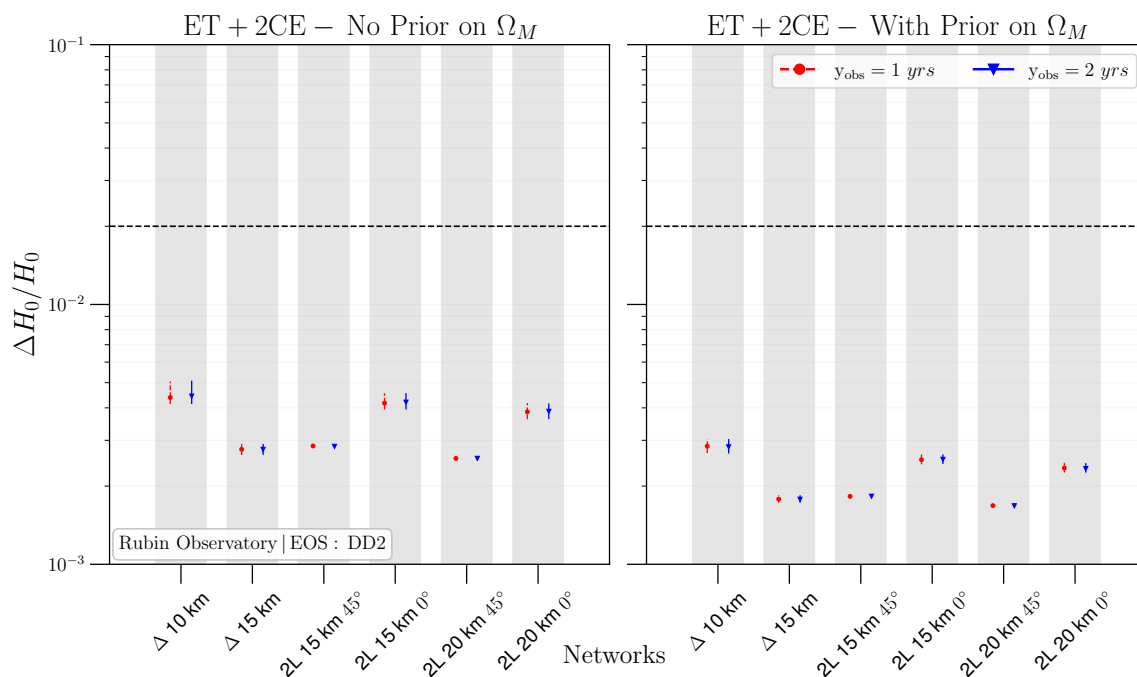 ET + 2CE − No Prior on Ω_M
ET + 2CE − With Prior on Ω_M
y_obs = 1 yrs
y_obs = 2 yrs
10⁻¹
10⁻²
10⁻³
ΔH₀/H₀
Rubin Observatory | EOS : DD2
Δ 10 km
Δ 15 km
2L 15 km 45°
2L 15 km 0°
2L 20 km 45°
2L 20 km 0°
Δ 10 km
Δ 15 km
2L 15 km 45°
2L 15 km 0°
2L 20 km 45°
2L 20 km 0°
Networks